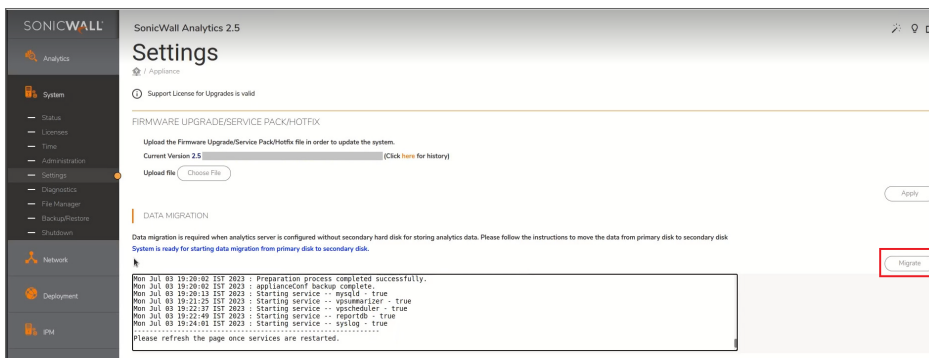 SONICWALL
SonicWall Analytics 2.5
Settings
/ Appliance
Analytics
System
Status
Licenses
Time
Administration
Settings
Diagnostics
File Manager
Backup/Restore
Shutdown
Network
Deployment
IPM
Support License for Upgrades is valid
FIRMWARE UPGRADE/SERVICE PACK/HOTFIX
Upload the Firmware Upgrade/Service Pack/Hotfix file in order to update the system.
Current Version 2.5 (Click here for history)
Upload file Choose File
Apply
DATA MIGRATION
Data migration is required when analytics server is configured without secondary hard disk for storing analytics data. Please follow the instructions to move the data from primary disk to secondary disk
System is ready for starting data migration from primary disk to secondary disk.
Migrate
Mon Jul 03 19:20:02 IST 2023 : Preparation process completed successfully.
Mon Jul 03 19:20:02 IST 2023 : applianceConf backup complete.
Mon Jul 03 19:20:13 IST 2023 : Starting service -- mysqld - true
Mon Jul 03 19:21:25 IST 2023 : Starting service -- vpsummarizer - true
Mon Jul 03 19:22:37 IST 2023 : Starting service -- vpscheduler - true
Mon Jul 03 19:22:49 IST 2023 : Starting service -- reportdb - true
Mon Jul 03 19:24:01 IST 2023 : Starting service -- syslog - true
------------------------------------------------------------
Please refresh the page once services are restarted.